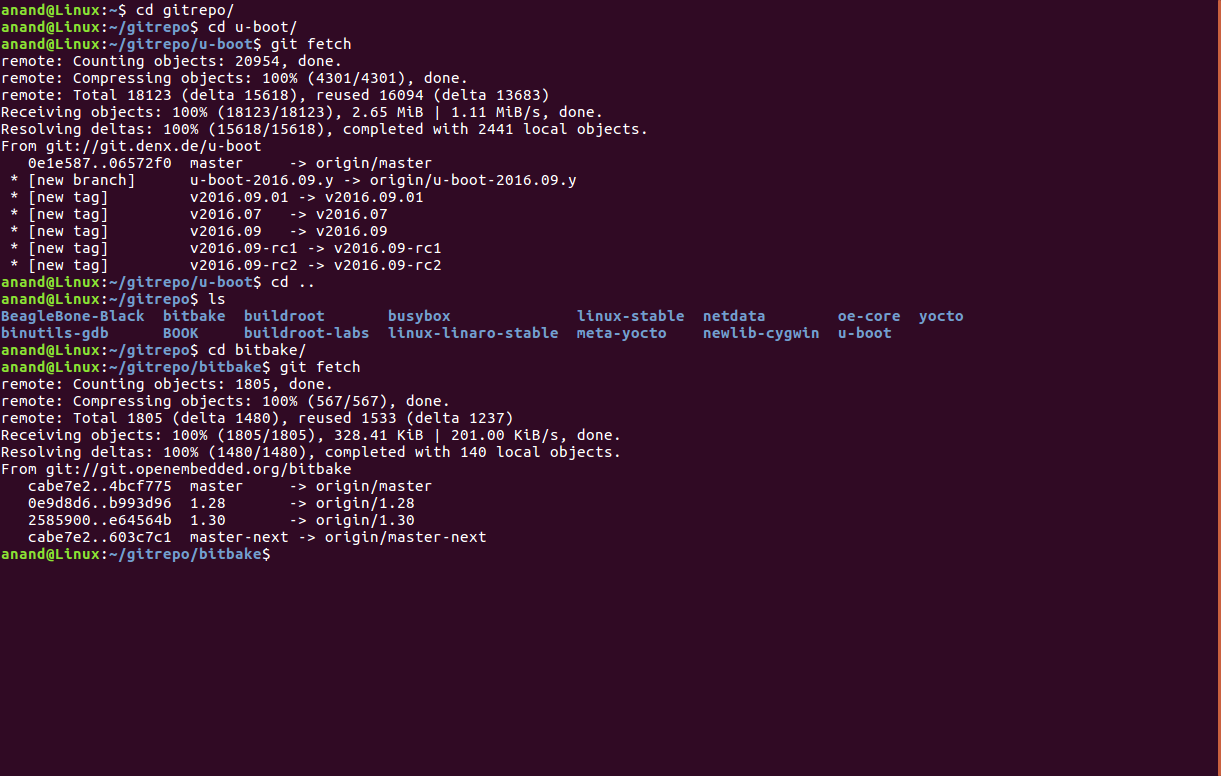 anand@Linux:~$ cd gitrepo/
anand@Linux:~/gitrepo$ cd u-boot/
anand@Linux:~/gitrepo/u-boot$ git fetch
remote: Counting objects: 20954, done.
remote: Compressing objects: 100% (4301/4301), done.
remote: Total 18123 (delta 15618), reused 16094 (delta 13683)
Receiving objects: 100% (18123/18123), 2.65 MiB | 1.11 MiB/s, done.
Resolving deltas: 100% (15618/15618), completed with 2441 local objects.
From git://git.denx.de/u-boot
   0e1e587..06572f0  master     -> origin/master
 * [new branch]      u-boot-2016.09.y -> origin/u-boot-2016.09.y
 * [new tag]         v2016.09.01 -> v2016.09.01
 * [new tag]         v2016.07   -> v2016.07
 * [new tag]         v2016.09   -> v2016.09
 * [new tag]         v2016.09-rc1 -> v2016.09-rc1
 * [new tag]         v2016.09-rc2 -> v2016.09-rc2
anand@Linux:~/gitrepo/u-boot$ cd ..
anand@Linux:~/gitrepo$ ls
BeagleBone-Black  bitbake  buildroot       busybox              linux-stable  netdata        oe-core  yocto
binutils-gdb      BOOK     buildroot-labs  linux-linaro-stable  meta-yocto    newlib-cygwin  u-boot
anand@Linux:~/gitrepo$ cd bitbake/
anand@Linux:~/gitrepo/bitbake$ git fetch
remote: Counting objects: 1805, done.
remote: Compressing objects: 100% (567/567), done.
remote: Total 1805 (delta 1480), reused 1533 (delta 1237)
Receiving objects: 100% (1805/1805), 328.41 KiB | 201.00 KiB/s, done.
Resolving deltas: 100% (1480/1480), completed with 140 local objects.
From git://git.openembedded.org/bitbake
   cabe7e2..4bcf775  master     -> origin/master
   0e9d8d6..b993d96  1.28       -> origin/1.28
   2585900..e64564b  1.30       -> origin/1.30
   cabe7e2..603c7c1  master-next -> origin/master-next
anand@Linux:~/gitrepo/bitbake$